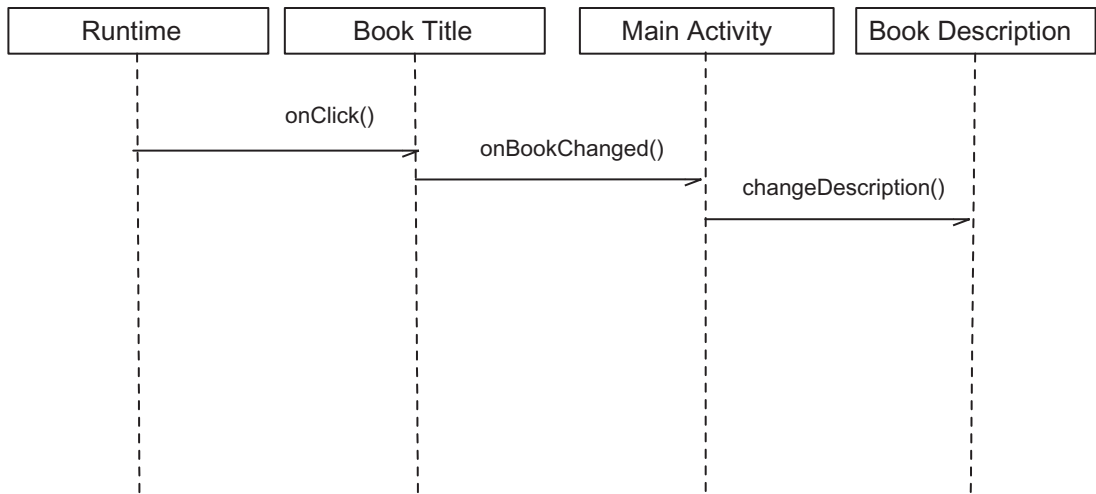 Runtime
Book Title
Main Activity
Book Description
onClick()
onBookChanged()
changeDescription()